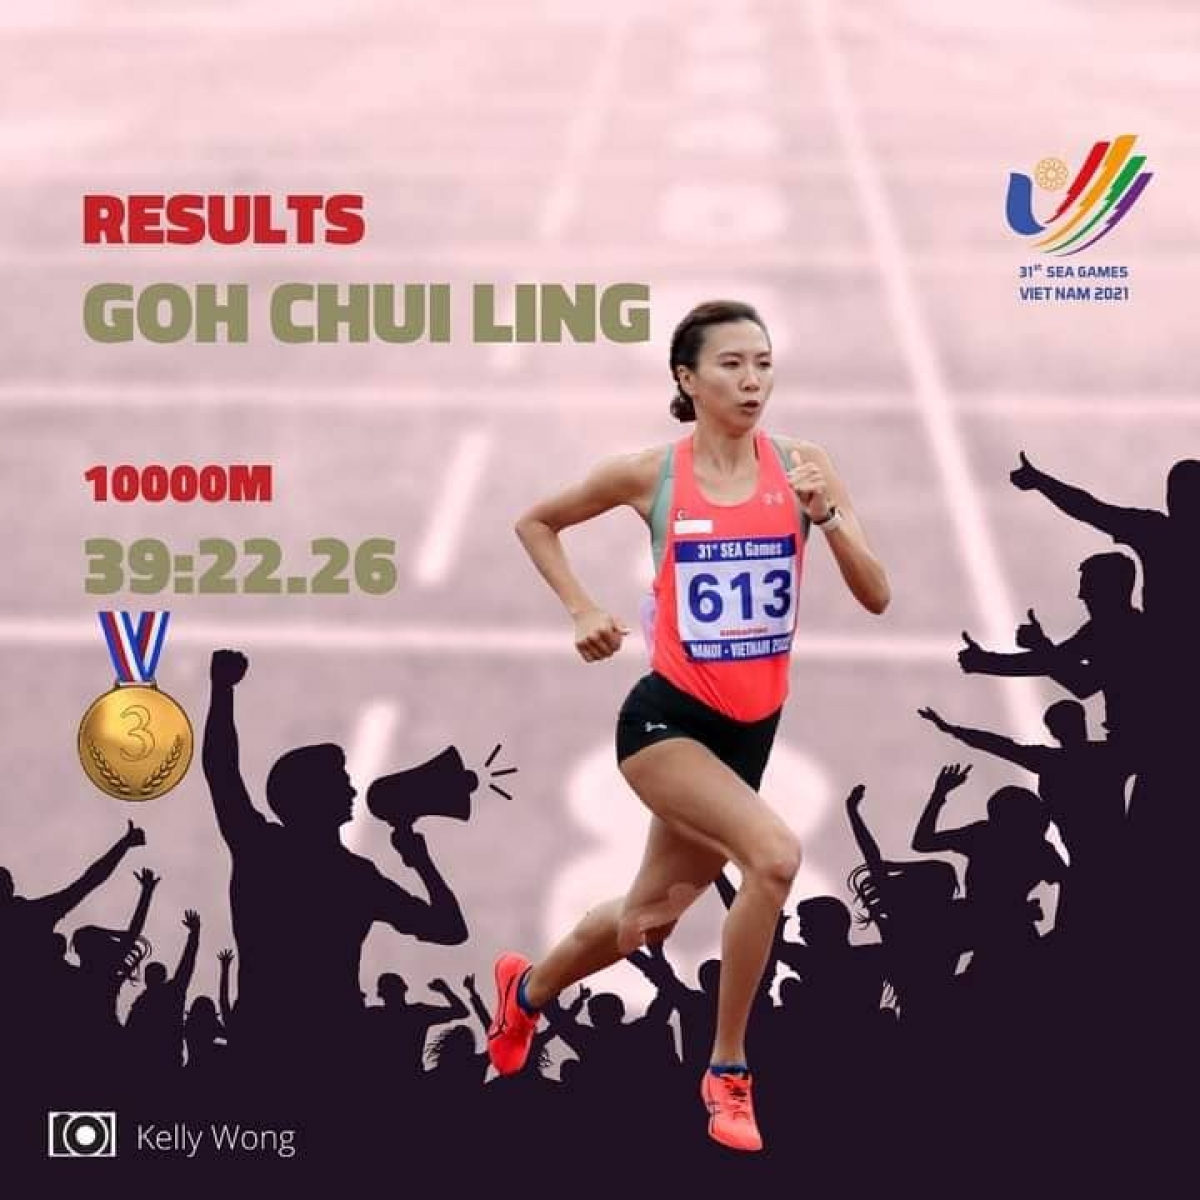 RESULTS
GOH CHUI LING
31st SEA GAMES
VIET NAM 2021
10000M
39:22.26
3
31st SEA Games
613
SINGAPORE
HANOI - VIETNAM 202
Kelly Wong